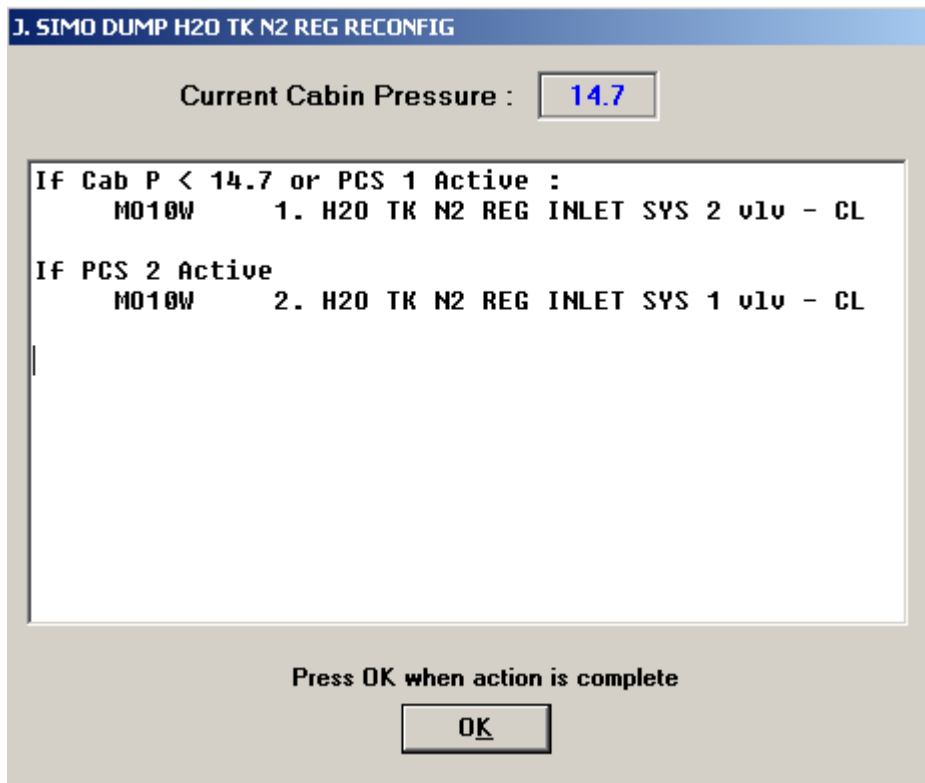 J. SIMO DUMP H2O TK N2 REG RECONFIG
Current Cabin Pressure : 14.7
If Cab P < 14.7 or PCS 1 Active :
MO10W 1. H2O TK N2 REG INLET SYS 2 vlv - CL
If PCS 2 Active
MO10W 2. H2O TK N2 REG INLET SYS 1 vlv - CL
Press OK when action is complete
OK